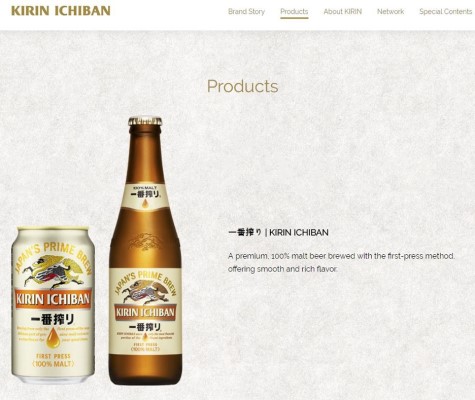 KIRIN ICHIBAN
Brand Story Products About KIRIN Network Special Contents
Products
100% MALT
一番搾り
JAPAN'S PRIME BREW
KIRIN ICHIBAN
一番搾り
FIRST PRESS
(100% MALT)
JAPAN'S PRIME BREW
KIRIN ICHIBAN
一番搾り
FIRST PRESS
(100% MALT)
一番搾り | KIRIN ICHIBAN
A premium, 100% malt beer brewed with the first-press method,
offering smooth and rich flavor.